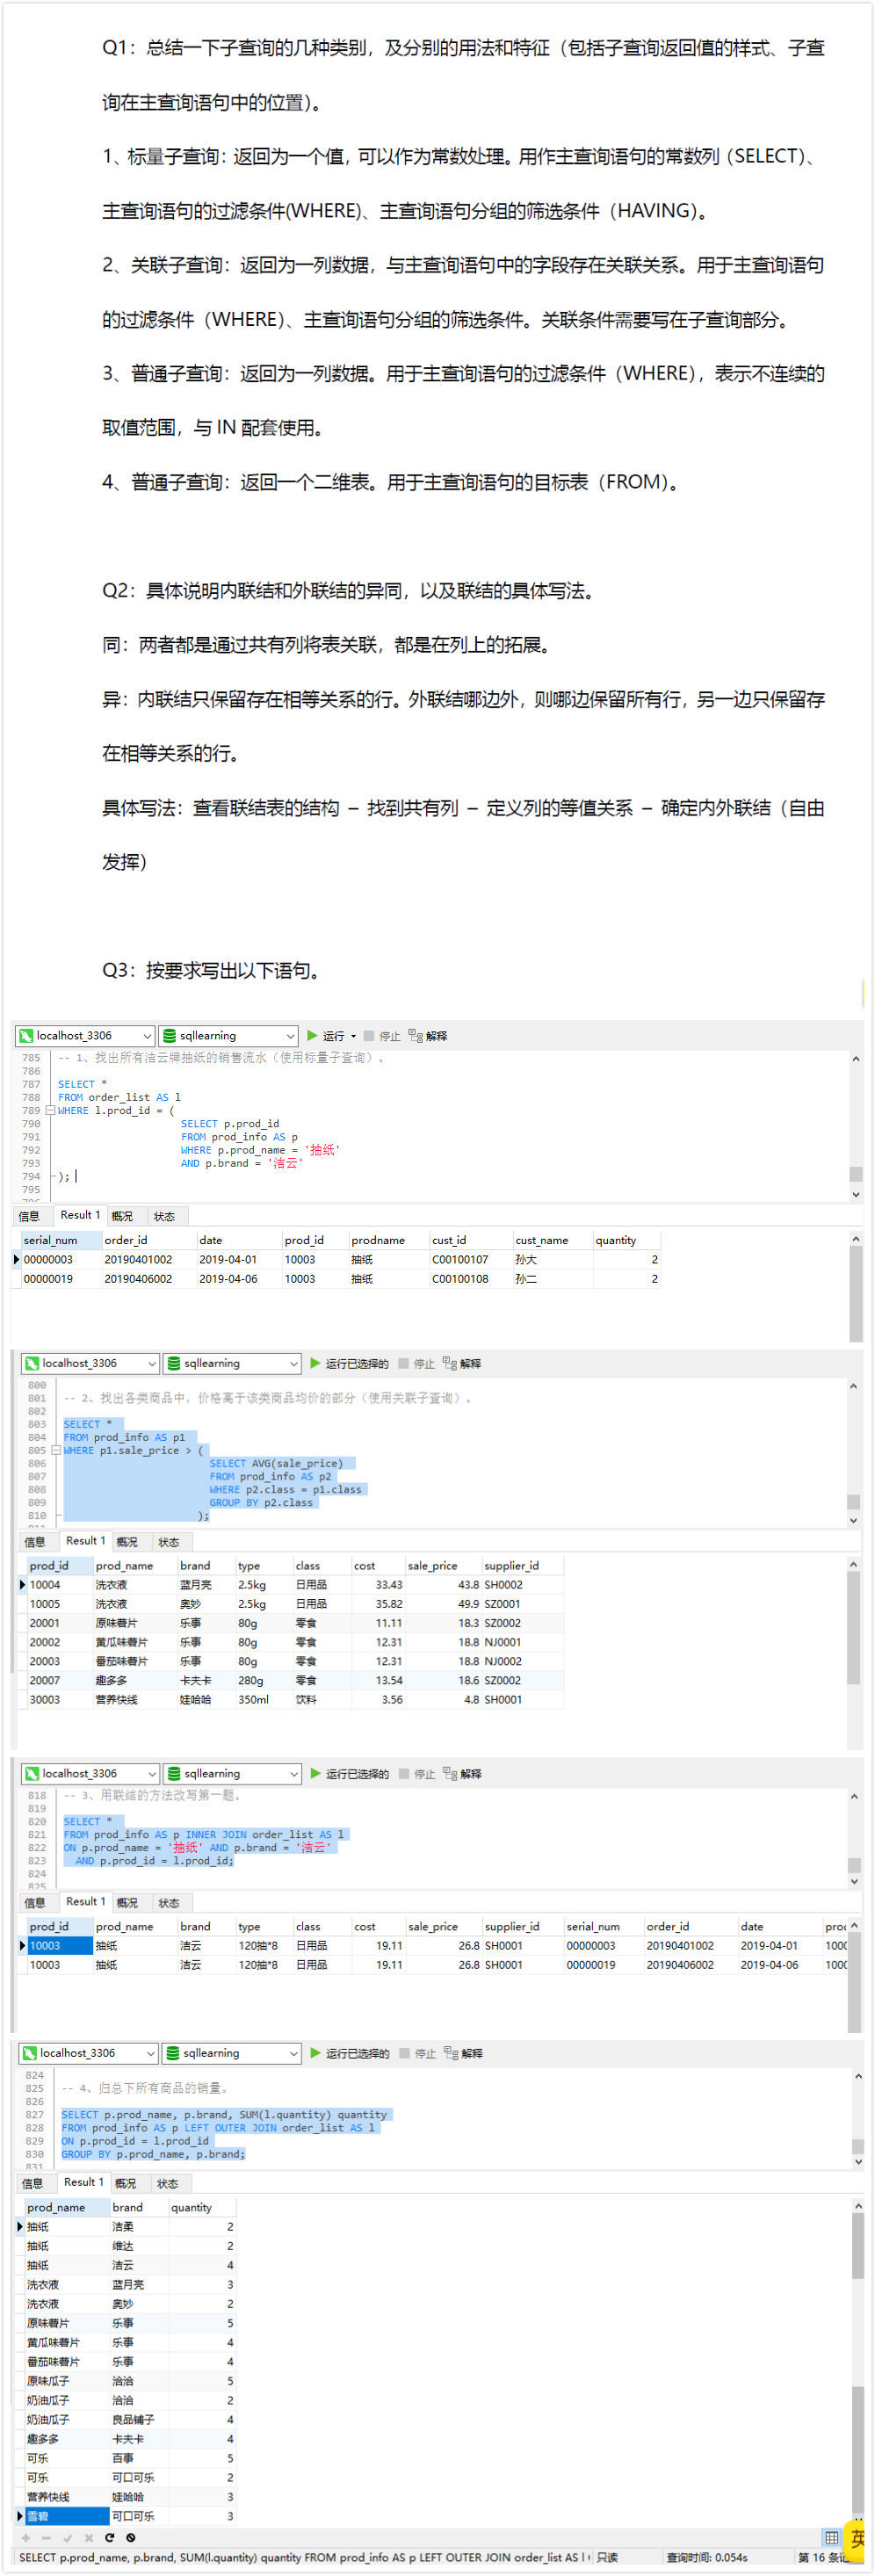 Q1：总结一下子查询的几种类别，及分别的用法和特征（包括子查询返回值的样式、子查
询在主查询语句中的位置）。
1、标量子查询：返回为一个值，可以作为常数处理。用作主查询语句的常数列（SELECT）、
主查询语句的过滤条件(WHERE)、主查询语句分组的筛选条件（HAVING）。
2、关联子查询：返回为一列数据，与主查询语句中的字段存在关联关系。用于主查询语句
的过滤条件（WHERE）、主查询语句分组的筛选条件。关联条件需要写在子查询部分。
3、普通子查询：返回为一列数据。用于主查询语句的过滤条件（WHERE），表示不连续的
取值范围，与 IN 配套使用。
4、普通子查询：返回一个二维表。用于主查询语句的目标表（FROM）。
Q2：具体说明内联结和外联结的异同，以及联结的具体写法。
同：两者都是通过共有列将表关联，都是在列上的拓展。
异：内联结只保留存在相等关系的行。外联结哪边外，则哪边保留所有行，另一边只保留存
在相等关系的行。
具体写法：查看联结表的结构 – 找到共有列 – 定义列的等值关系 – 确定内外联结（自由
发挥）
Q3：按要求写出以下语句。
localhost_3306 sqllearning 运行 停止 解释
785 -- 1、找出所有洁云牌抽纸的销售流水（使用标量子查询）。
786
787 SELECT *
788 FROM order_list AS l
789 WHERE l.prod_id = (
790 SELECT p.prod_id
791 FROM prod_info AS p
792 WHERE p.prod_name = '抽纸'
793 AND p.brand = '洁云'
794 );
795
信息 Result 1 概况 状态
serial_num order_id date prod_id prodname cust_id cust_name quantity
00000003 20190401002 2019-04-01 10003 抽纸 C00100107 孙大 2
00000019 20190406002 2019-04-06 10003 抽纸 C00100108 孙二 2
localhost_3306 sqllearning 运行已选择的 停止 解释
800
801 -- 2、找出各类商品中，价格高于该类商品均价的部分（使用关联子查询）。
802
803 SELECT *
804 FROM prod_info AS p1
805 WHERE p1.sale_price > (
806 SELECT AVG(sale_price)
807 FROM prod_info AS p2
808 WHERE p2.class = p1.class
809 GROUP BY p2.class
810 );
信息 Result 1 概况 状态
prod_id prod_name brand type class cost sale_price supplier_id
10004 洗衣液 蓝月亮 2.5kg 日用品 33.43 43.8 SH0002
10005 洗衣液 奥妙 2.5kg 日用品 35.82 49.9 SZ0001
20001 原味薯片 乐事 80g 零食 11.11 18.3 SZ0002
20002 黄瓜味薯片 乐事 80g 零食 12.31 18.8 NJ0001
20003 番茄味薯片 乐事 80g 零食 12.31 18.8 NJ0002
20007 趣多多 卡夫卡 280g 零食 13.54 18.6 SZ0002
30003 营养快线 娃哈哈 350ml 饮料 3.56 4.8 SH0001
localhost_3306 sqllearning 运行已选择的 停止 解释
818 -- 3、用联结的方法改写第一题。
819
820 SELECT *
821 FROM prod_info AS p INNER JOIN order_list AS l
822 ON p.prod_name = '抽纸' AND p.brand = '洁云'
823 AND p.prod_id = l.prod_id;
824
825
信息 Result 1 概况 状态
prod_id prod_name brand type class cost sale_price supplier_id serial_num order_id date
10003 抽纸 洁云 120抽*8 日用品 19.11 26.8 SH0001 00000003 20190401002 2019-04-01
10003 抽纸 洁云 120抽*8 日用品 19.11 26.8 SH0001 00000019 20190406002 2019-04-06
localhost_3306 sqllearning 运行已选择的 停止 解释
824
825 -- 4、归总下所有商品的销量。
826
827 SELECT p.prod_name, p.brand, SUM(l.quantity) quantity
828 FROM prod_info AS p LEFT OUTER JOIN order_list AS l
829 ON p.prod_id = l.prod_id
830 GROUP BY p.prod_name, p.brand;
831
信息 Result 1 概况 状态
prod_name brand quantity
抽纸 洁柔 2
抽纸 维达 2
抽纸 洁云 4
洗衣液 蓝月亮 3
洗衣液 奥妙 2
原味薯片 乐事 5
黄瓜味薯片 乐事 4
番茄味薯片 乐事 4
原味瓜子 洽洽 5
奶油瓜子 洽洽 2
奶油瓜子 良品铺子 4
趣多多 卡夫卡 4
可乐 百事 5
可乐 可口可乐 2
营养快线 娃哈哈 3
雪碧 可口可乐 3
英
SELECT p.prod_name, p.brand, SUM(l.quantity) quantity FROM prod_info AS p LEFT OUTER JOIN order_list AS l 只读 查询时间: 0.054s 第 16 条